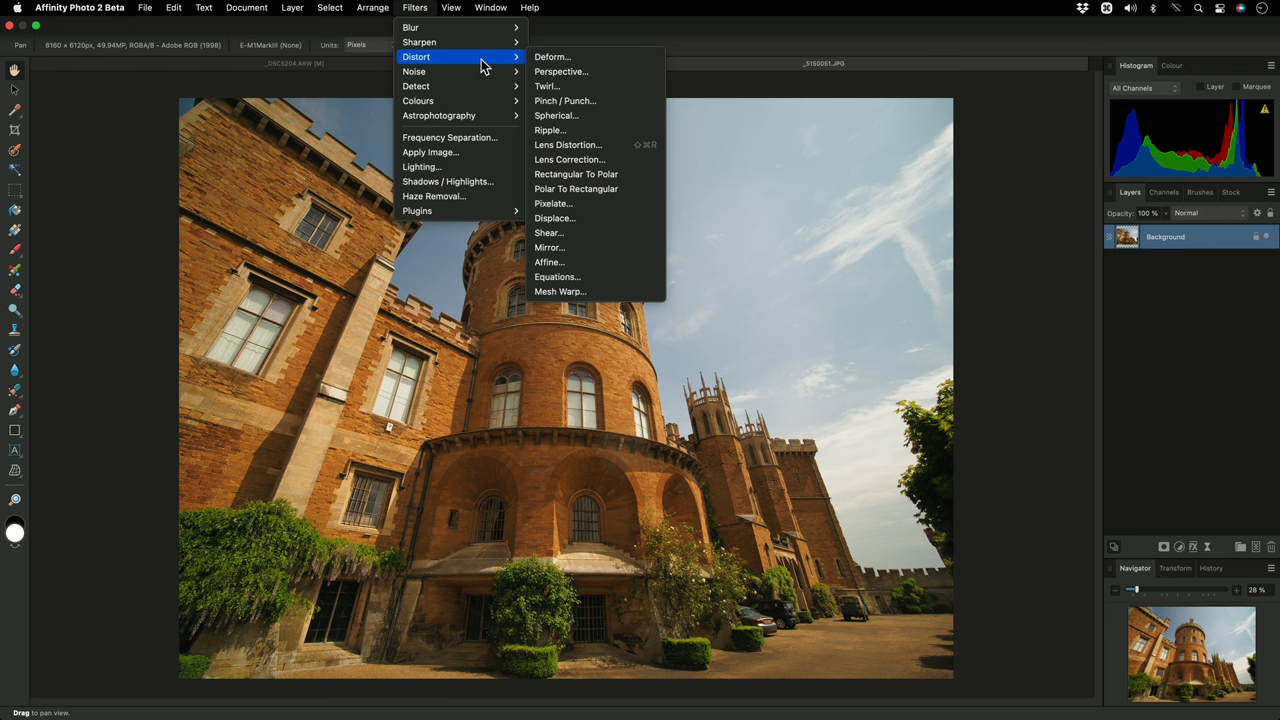 Affinity Photo 2 Beta File Edit Text Document Layer Select Arrange Filters View Window Help
Pan 8160 × 6120px, 49.94MP, RGBA/8 - Adobe RGB (1998) E-M1MarkIII (None) Units: Pixels
_DSC5204.ARW [M] _5150051.JPG
Blur
Sharpen
Distort
Noise
Detect
Colours
Astrophotography
Frequency Separation...
Apply Image...
Lighting...
Shadows / Highlights...
Haze Removal...
Plugins
Deform...
Perspective...
Twirl...
Pinch / Punch...
Spherical...
Ripple...
Lens Distortion... ⇧⌘R
Lens Correction...
Rectangular To Polar
Polar To Rectangular
Pixelate...
Displace...
Shear...
Mirror...
Affine...
Equations...
Mesh Warp...
Histogram Colour
All Channels Layer Marquee
Layers Channels Brushes Stock
Opacity: 100 % Normal
Background
Navigator Transform History
28 %
Drag to pan view.